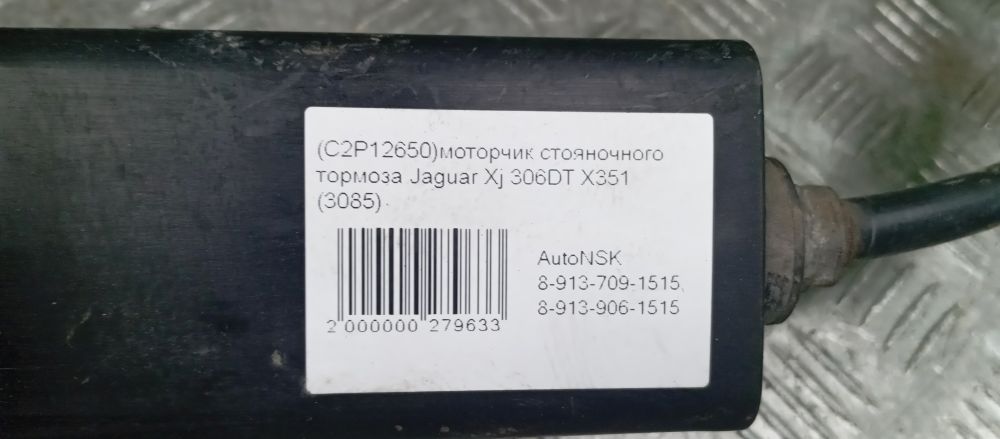 (C2P12650)моторчик стояночного
тормоза Jaguar Xj 306DT X351
(3085)
AutoNSK
8-913-709-1515,
8-913-906-1515
2 000000 279633